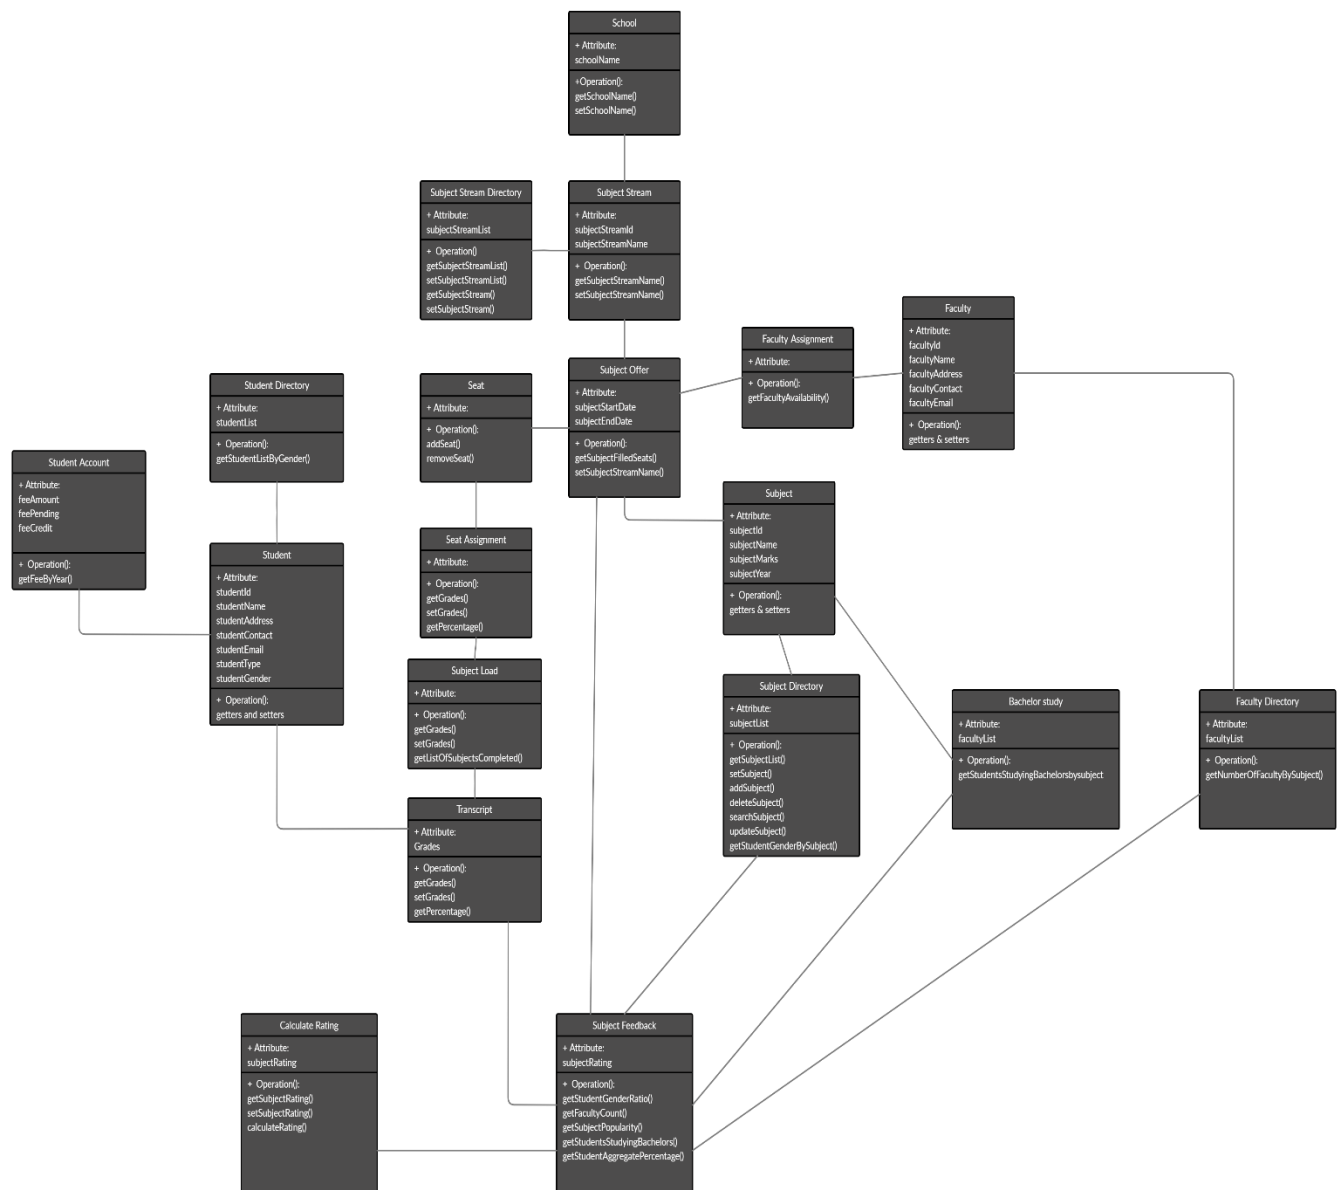 School
+ Attribute:
schoolName
+Operation():
getSchoolName()
setSchoolName()
Subject Stream Directory
+ Attribute:
subjectStreamList
+ Operation()
getSubjectStreamList()
setSubjectStreamList()
getSubjectStream()
setSubjectStream()
Subject Stream
+ Attribute:
subjectStreamId
subjectStreamName
+ Operation():
getSubjectStreamName()
setSubjectStreamName()
Faculty
+ Attribute:
facultyId
facultyName
facultyAddress
facultyContact
facultyEmail
+ Operation():
getters & setters
Faculty Assignment
+ Attribute:
+ Operation():
getFacultyAvailability()
Subject Offer
+ Attribute:
subjectStartDate
subjectEndDate
+ Operation():
getSubjectFilledSeats()
setSubjectStreamName()
Seat
+ Attribute:
+ Operation():
addSeat()
removeSeat()
Student Directory
+ Attribute:
studentList
+ Operation():
getStudentListByGender()
Student Account
+ Attribute:
feeAmount
feePending
feeCredit
+ Operation():
getFeeByYear()
Subject
+ Attribute:
subjectId
subjectName
subjectMarks
subjectYear
+ Operation():
getters & setters
Seat Assignment
+ Attribute:
+ Operation():
getGrades()
setGrades()
getPercentage()
Student
+ Attribute:
studentId
studentName
studentAddress
studentContact
studentEmail
studentType
studentGender
+ Operation():
getters and setters
Subject Load
+ Attribute:
+ Operation():
getGrades()
setGrades()
getListOfSubjectsCompleted()
Subject Directory
+ Attribute:
subjectList
+ Operation():
getSubjectList()
setSubject()
addSubject()
deleteSubject()
searchSubject()
updateSubject()
getStudentGenderBySubject()
Bachelor study
+ Attribute:
facultyList
+ Operation():
getStudentsStudyingBachelorsbysubject
Faculty Directory
+ Attribute:
facultyList
+ Operation():
getNumberOfFacultyBySubject()
Transcript
+ Attribute:
Grades
+ Operation():
getGrades()
setGrades()
getPercentage()
Calculate Rating
+ Attribute:
subjectRating
+ Operation():
getSubjectRating()
setSubjectRating()
calculateRating()
Subject Feedback
+ Attribute:
subjectRating
+ Operation():
getStudentGenderRatio()
getFacultyCount()
getSubjectPopularity()
getStudentsStudyingBachelors()
getStudentAggregatePercentage()